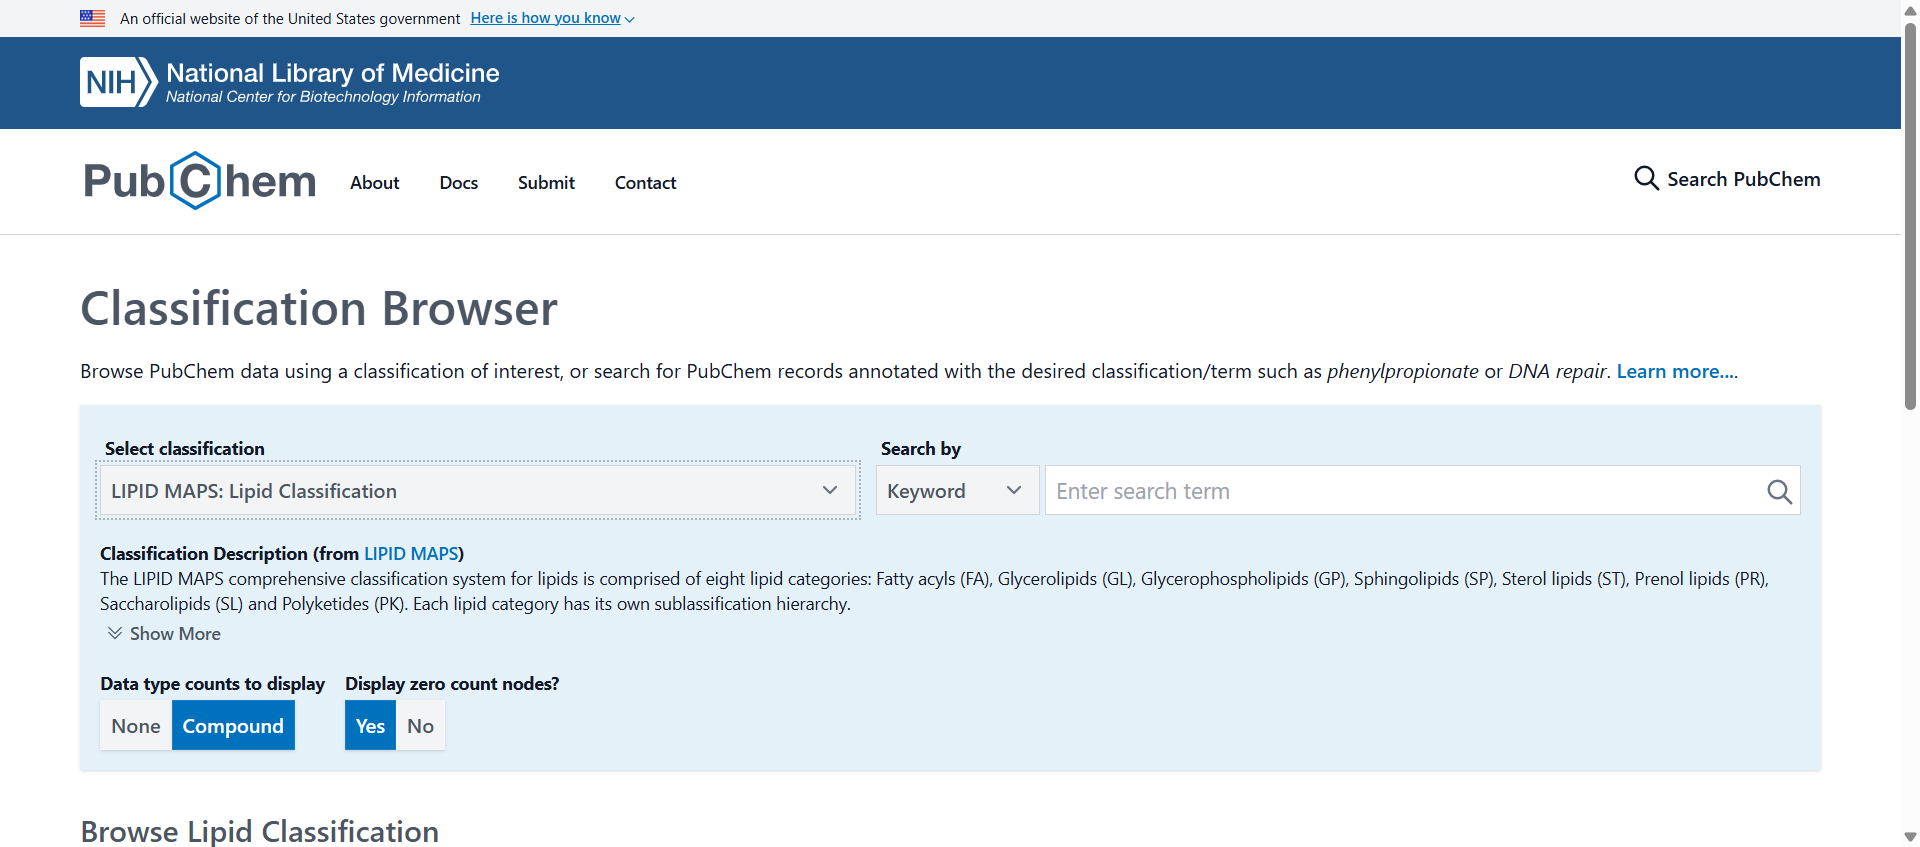 An official website of the United States government Here is how you know
NIH National Library of Medicine
National Center for Biotechnology Information
PubChem About Docs Submit Contact Search PubChem
Classification Browser
Browse PubChem data using a classification of interest, or search for PubChem records annotated with the desired classification/term such as phenylpropionate or DNA repair. Learn more....
Select classification Search by
LIPID MAPS: Lipid Classification Keyword Enter search term
Classification Description (from LIPID MAPS)
The LIPID MAPS comprehensive classification system for lipids is comprised of eight lipid categories: Fatty acyls (FA), Glycerolipids (GL), Glycerophospholipids (GP), Sphingolipids (SP), Sterol lipids (ST), Prenol lipids (PR),
Saccharolipids (SL) and Polyketides (PK). Each lipid category has its own sublassification hierarchy.
Show More
Data type counts to display Display zero count nodes?
None Compound Yes No
Browse Lipid Classification